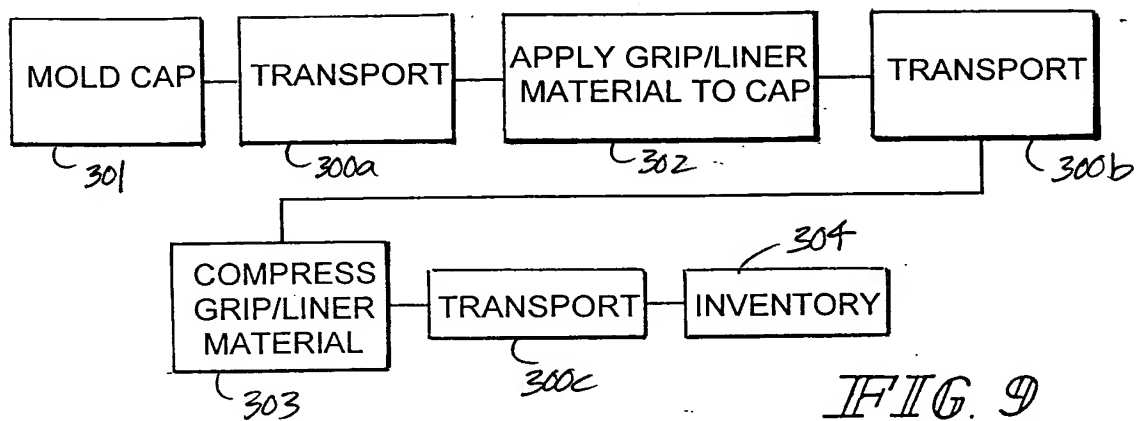 MOLD CAP
TRANSPORT
APPLY GRIP/LINER
MATERIAL TO CAP
TRANSPORT
301
300a
302
300b
COMPRESS
GRIP/LINER
MATERIAL
TRANSPORT
INVENTORY
304
303
300c
FIG. 9